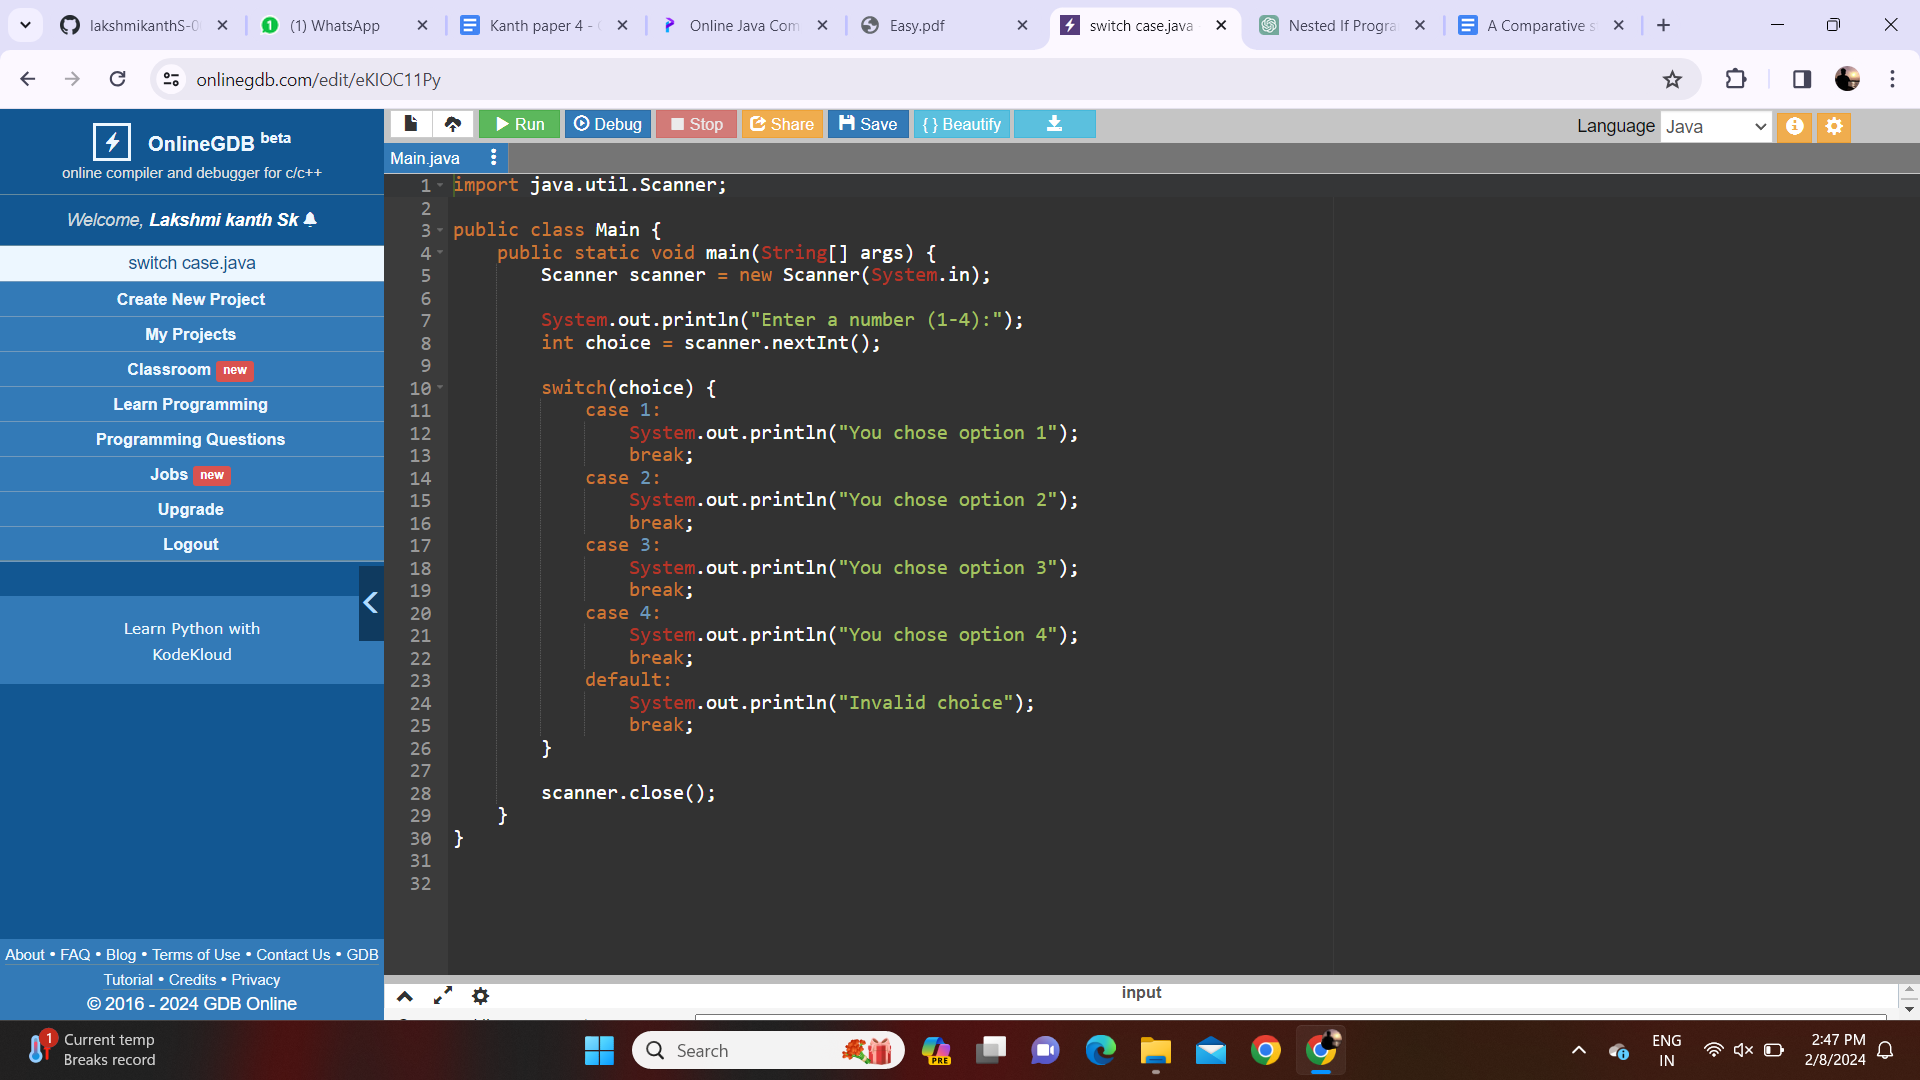 lakshmikanthS-0
(1) WhatsApp
Kanth paper 4 -
Online Java Com
Easy.pdf
switch case.java
Nested If Progra
A Comparative s
onlinegdb.com/edit/eKIOC11Py
OnlineGDB beta
online compiler and debugger for c/c++
Welcome, Lakshmi kanth Sk
switch case.java
Create New Project
My Projects
Classroom new
Learn Programming
Programming Questions
Jobs new
Upgrade
Logout
Learn Python with
KodeKloud
About • FAQ • Blog • Terms of Use • Contact Us • GDB
Tutorial • Credits • Privacy
© 2016 - 2024 GDB Online
Run Debug Stop Share Save { } Beautify
Language Java
Main.java
1 import java.util.Scanner;
2
3 public class Main {
4 public static void main(String[] args) {
5 Scanner scanner = new Scanner(System.in);
6
7 System.out.println("Enter a number (1-4):");
8 int choice = scanner.nextInt();
9
10 switch(choice) {
11 case 1:
12 System.out.println("You chose option 1");
13 break;
14 case 2:
15 System.out.println("You chose option 2");
16 break;
17 case 3:
18 System.out.println("You chose option 3");
19 break;
20 case 4:
21 System.out.println("You chose option 4");
22 break;
23 default:
24 System.out.println("Invalid choice");
25 break;
26 }
27
28 scanner.close();
29 }
30 }
31
32
input
1
Current temp
Breaks record
Search
PRE
ENG
IN
2:47 PM
2/8/2024